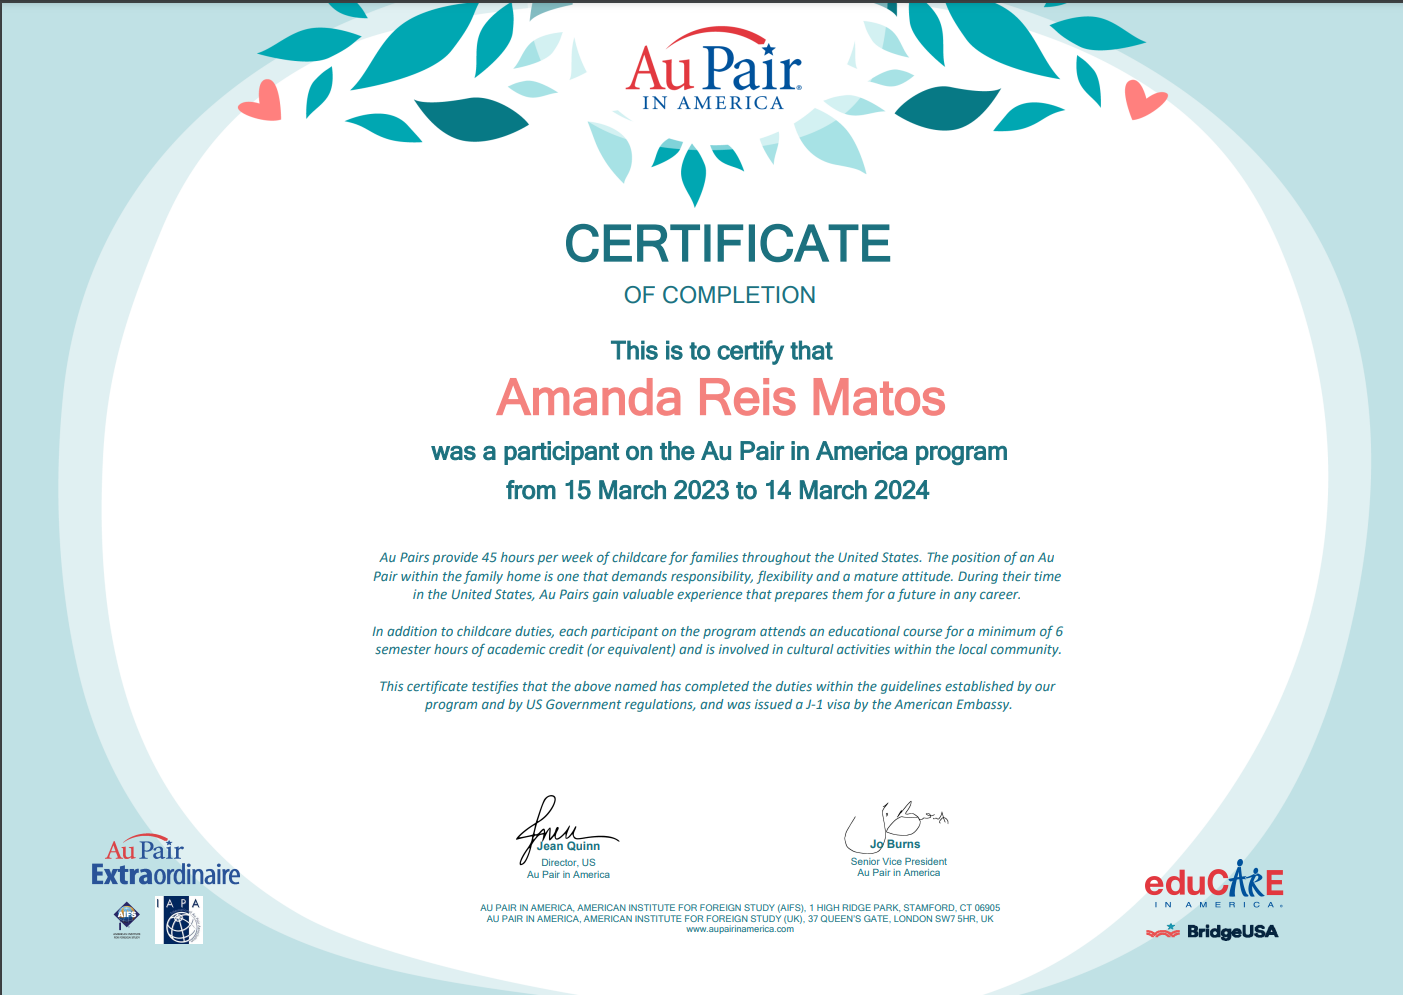 Au Pair
IN AMERICA
CERTIFICATE
OF COMPLETION
This is to certify that
Amanda Reis Matos
was a participant on the Au Pair in America program
from 15 March 2023 to 14 March 2024
Au Pairs provide 45 hours per week of childcare for families throughout the United States. The position of an Au
Pair within the family home is one that demands responsibility, flexibility and a mature attitude. During their time
in the United States, Au Pairs gain valuable experience that prepares them for a future in any career.
In addition to childcare duties, each participant on the program attends an educational course for a minimum of 6
semester hours of academic credit (or equivalent) and is involved in cultural activities within the local community.
This certificate testifies that the above named has completed the duties within the guidelines established by our
program and by US Government regulations, and was issued a J-1 visa by the American Embassy.
Jean Quinn
Director, US
Au Pair in America
Jo Burns
Senior Vice President
Au Pair in America
AU PAIR IN AMERICA, AMERICAN INSTITUTE FOR FOREIGN STUDY (AIFS), 1 HIGH RIDGE PARK, STAMFORD, CT 06905
AU PAIR IN AMERICA, AMERICAN INSTITUTE FOR FOREIGN STUDY (UK), 37 QUEEN'S GATE, LONDON SW7 5HR, UK
www.aupairinamerica.com
Au Pair
Extraordinaire
AIFS
IAPA
eduCARE
IN AMERICA.
BridgeUSA